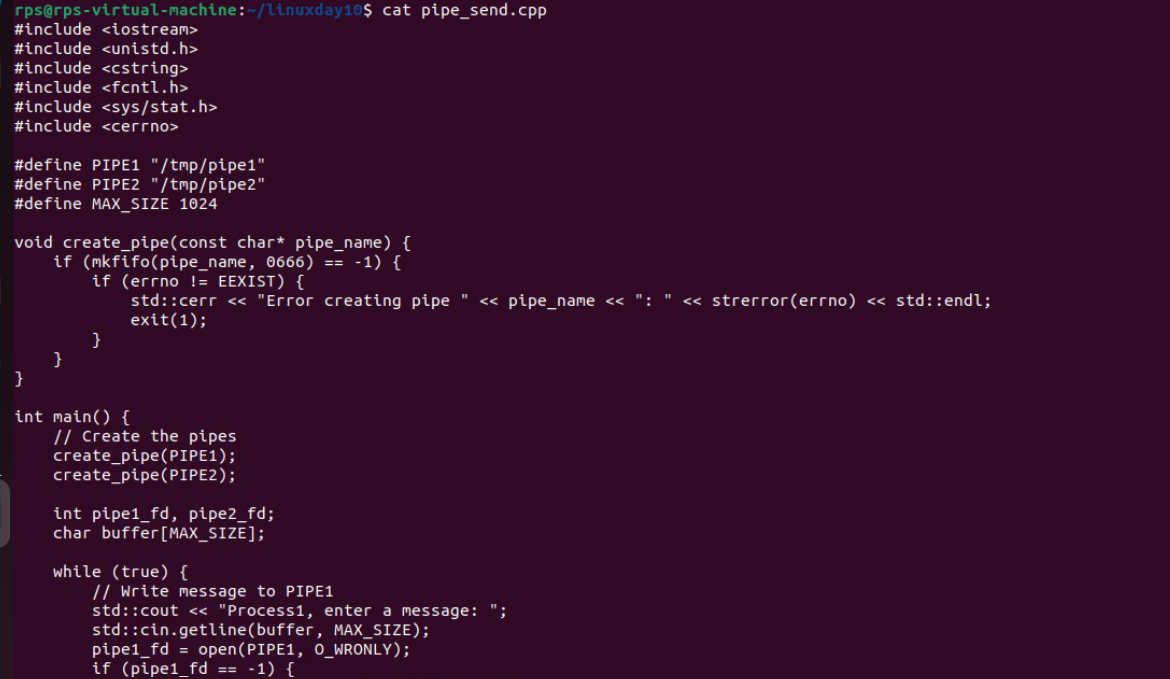 rps@rps-virtual-machine:~/linuxday10$ cat pipe_send.cpp
#include <iostream>
#include <unistd.h>
#include <cstring>
#include <fcntl.h>
#include <sys/stat.h>
#include <cerrno>

#define PIPE1 "/tmp/pipe1"
#define PIPE2 "/tmp/pipe2"
#define MAX_SIZE 1024

void create_pipe(const char* pipe_name) {
    if (mkfifo(pipe_name, 0666) == -1) {
        if (errno != EEXIST) {
            std::cerr << "Error creating pipe " << pipe_name << ": " << strerror(errno) << std::endl;
            exit(1);
        }
    }
}

int main() {
    // Create the pipes
    create_pipe(PIPE1);
    create_pipe(PIPE2);

    int pipe1_fd, pipe2_fd;
    char buffer[MAX_SIZE];

    while (true) {
        // Write message to PIPE1
        std::cout << "Process1, enter a message: ";
        std::cin.getline(buffer, MAX_SIZE);
        pipe1_fd = open(PIPE1, O_WRONLY);
        if (pipe1_fd == -1) {